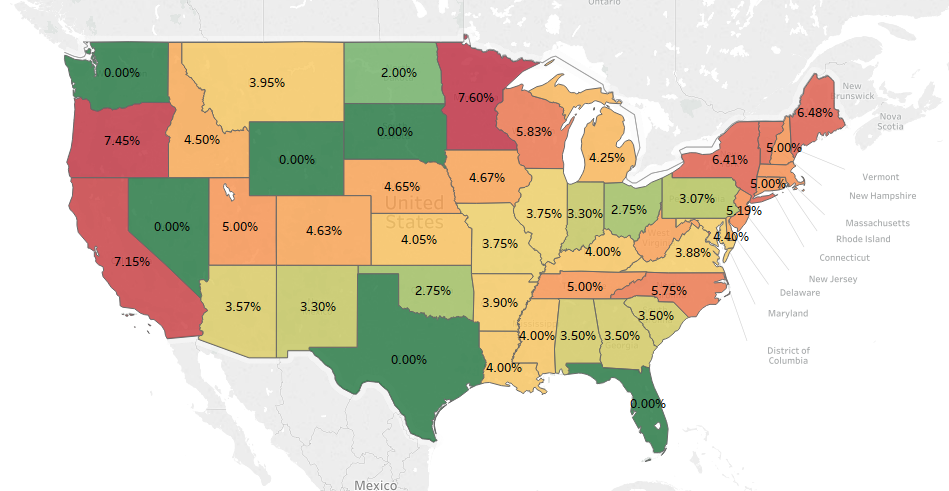 Ontario
0.00%
3.95%
2.00%
New
Brunswick
7.60%
6.48%
Nova
Scotia
7.45%
4.50%
0.00%
0.00%
5.83%
4.25%
6.41%
5.00%
Vermont
4.65%
4.67%
5.00%
3.07%
New Hampshire
United
States
0.00%
5.00%
4.63%
4.05%
3.75%
3.75%
3.30%
2.75%
5.19%
Massachusetts
West
Virginia
4.40%
Rhode Island
7.15%
4.00%
3.88%
Connecticut
New Jersey
3.57%
3.30%
2.75%
3.90%
5.00%
5.75%
Delaware
3.50%
Maryland
0.00%
4.00%
4.00%
3.50%
3.50%
District of
Columbia
0.00%
Mexico